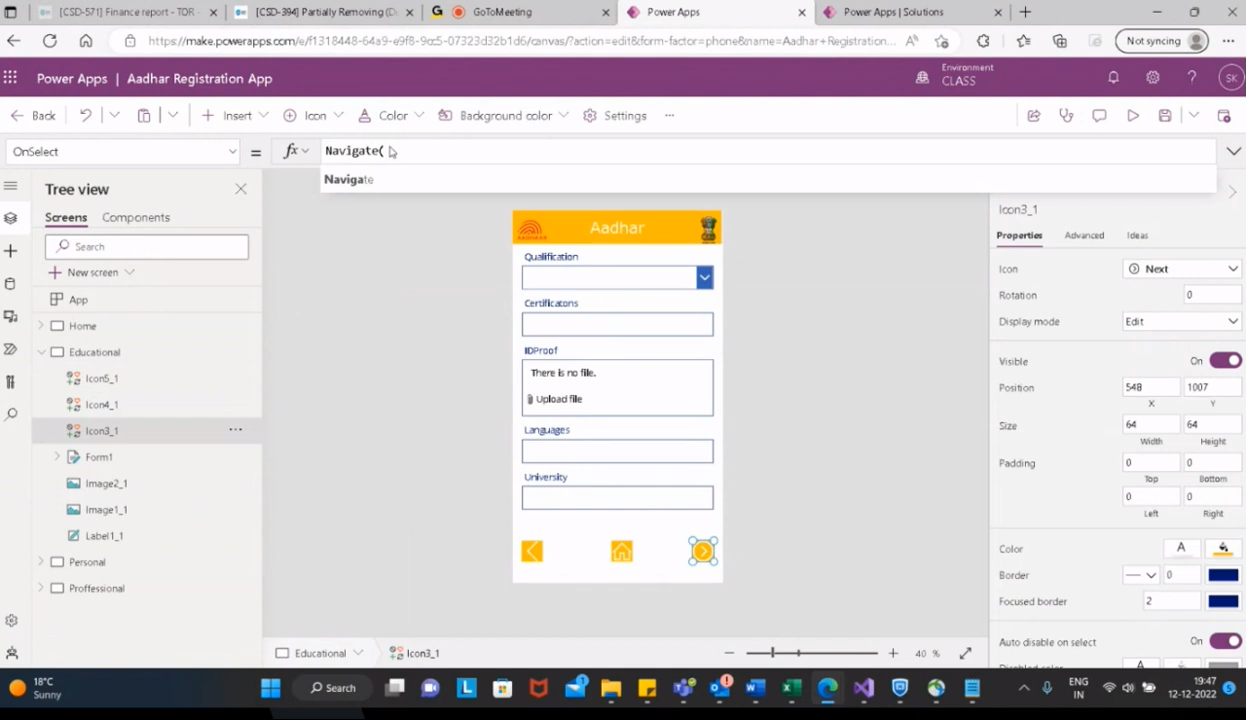 [CSD-571] Finance report - TOR -
[CSD-394] Partially Removing (D
GoToMeeting
Power Apps
Power Apps | Solutions
https://make.powerapps.com/e/f1318448-64a9-e9f8-9cc5-07323d31d6/canvas/?action=edit&form-factor=phone&name=Aadhar+Registration...
Not syncing
Power Apps | Aadhar Registration App
Environment
CLASS
SK
Back
Insert
Icon
Color
Background color
Settings
OnSelect
=
fx
Navigate(
Navigate
Tree view
Screens
Components
Search
New screen
App
Home
Educational
Icon5_1
Icon4_1
Icon3_1
Form1
Image2_1
Image1_1
Label1_1
Personal
Proffessional
Aadhar
AADHAAR
Qualification
Certificatons
IDProof
There is no file.
Upload file
Languages
University
Icon3_1
Properties
Advanced
Ideas
Icon
Next
Rotation
0
Display mode
Edit
Visible
On
Position
548
1007
X
Y
Size
64
64
Width
Height
Padding
0
0
Top
Bottom
0
0
Left
Right
Color
A
Border
0
Focused border
2
Auto disable on select
On
Disabled color
Educational
Icon3_1
40 %
18°C
Sunny
Search
ENG
IN
19:47
12-12-2022
5